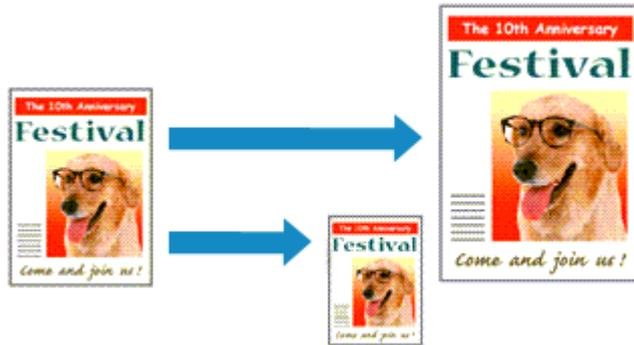 The 10th Anniversary
Festival
Come and join us !
The 10th Anniversary
Festival
Come and join us !
The 10th Anniversary
Festival
Come and join us !